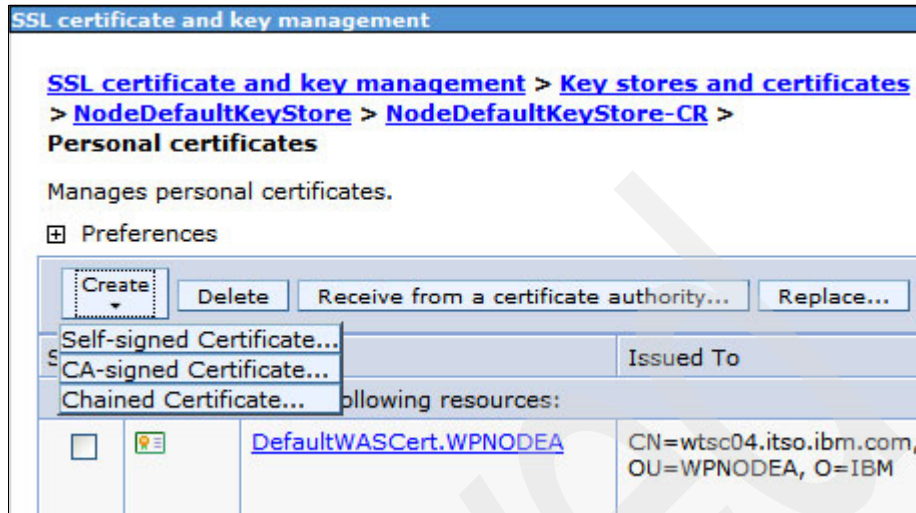 SSL certificate and key management
SSL certificate and key management > Key stores and certificates
> NodeDefaultKeyStore > NodeDefaultKeyStore-CR >
Personal certificates
Manages personal certificates.
Preferences
Create Delete Receive from a certificate authority... Replace...
Self-signed Certificate...
CA-signed Certificate...
Issued To
Chained Certificate...
ollowing resources:
DefaultWASCert.WPNODEA
CN=wtsc04.itso.ibm.com,
OU=WPNODEA, O=IBM